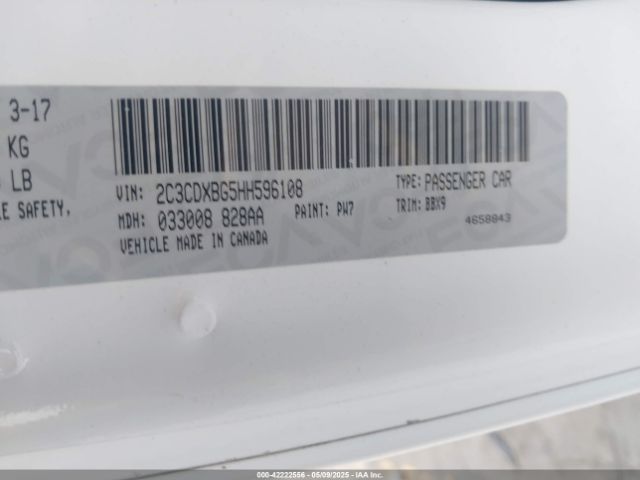 3-17
KG
LB
SAFETY.
VIN: 2C3CDXBG5HH596108
TYPE: PASSENGER CAR
MDH: 033008 828AA
PAINT: PW7
TRIM: BBX9
VEHICLE MADE IN CANADA
4658843
000-42222556 - 05/09/2025 - IAA.